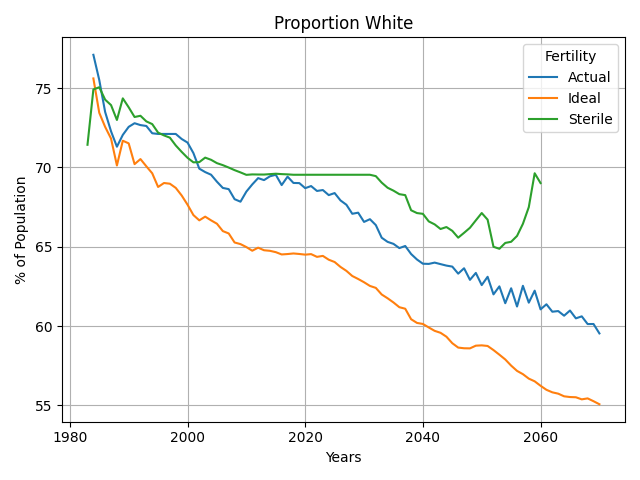 Proportion White
% of Population
75
70
65
60
55
Fertility
Actual
Ideal
Sterile
1980
2000
2020
2040
2060
Years